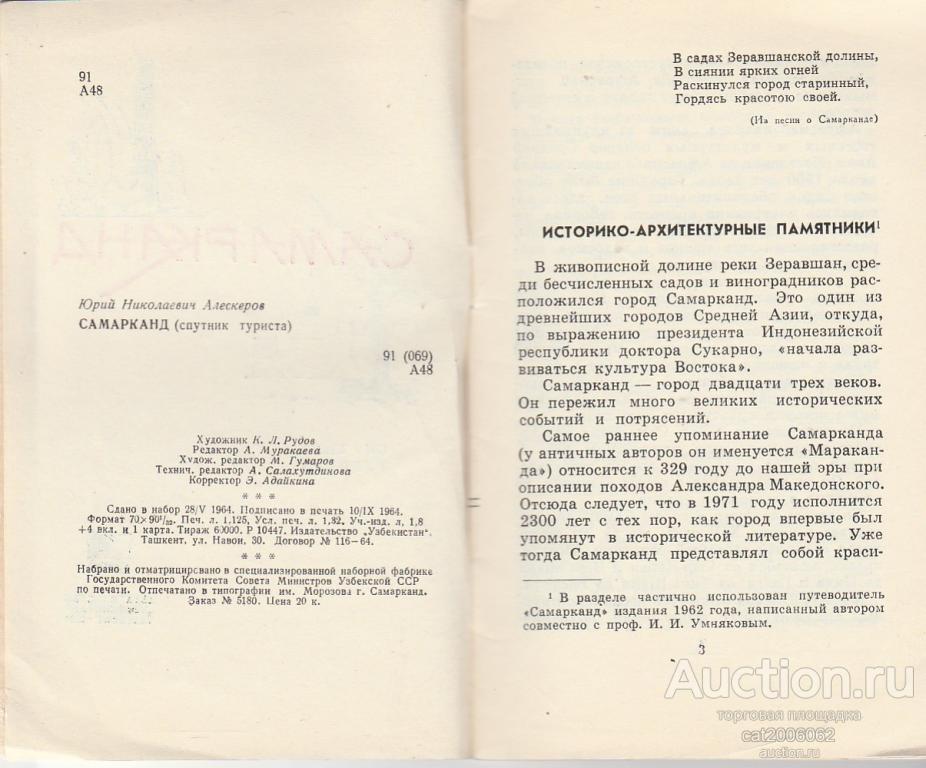 91
А48
САМАРКАНД
Юрий Николаевич Алескеров
САМАРКАНД (спутник туриста)
91 (069)
А48
Художник К. Л. Рудов
Редактор А. Муракаева
Худож. редактор М. Гумаров
Технич. редактор А. Салахутдинова
Корректор Э. Адайкина
* * *
Сдано в набор 28/V 1964. Подписано в печать 10/IX 1964.
Формат 70×90¹/₃₂. Печ. л. 1,125, Усл. печ. л. 1,32. Уч.-изд. л, 1,8
+4 вкл. и 1 карта. Тираж 60000. Р 10447. Издательство „Узбекистан".
Ташкент, ул. Навои, 30. Договор № 116—64.
* * *
Набрано и отматрицировано в специализированной наборной фабрике
Государственного Комитета Совета Министров Узбекской ССР
по печати. Отпечатано в типографии им. Морозова г. Самарканд.
Заказ № 5180. Цена 20 к.
В садах Зеравшанской долины,
В сиянии ярких огней
Раскинулся город старинный,
Гордясь красотою своей.
(Из песни о Самарканде)
ИСТОРИКО-АРХИТЕКТУРНЫЕ ПАМЯТНИКИ¹
В живописной долине реки Зеравшан, сре-
ди бесчисленных садов и виноградников рас-
положился город Самарканд. Это один из
древнейших городов Средней Азии, откуда,
по выражению президента Индонезийской
республики доктора Сукарно, «начала раз-
виваться культура Востока».
Самарканд — город двадцати трех веков.
Он пережил много великих исторических
событий и потрясений.
Самое раннее упоминание Самарканда
(у античных авторов он именуется «Маракан-
да») относится к 329 году до нашей эры при
описании походов Александра Македонского.
Отсюда следует, что в 1971 году исполнится
2300 лет с тех пор, как город впервые был
упомянут в исторической литературе. Уже
тогда Самарканд представлял собой краси-
¹ В разделе частично использован путеводитель
«Самарканд» издания 1962 года, написанный автором
совместно с проф. И. И. Умняковым.
3
Auction.ru
торговая площадка
cat2006062
auction.ru